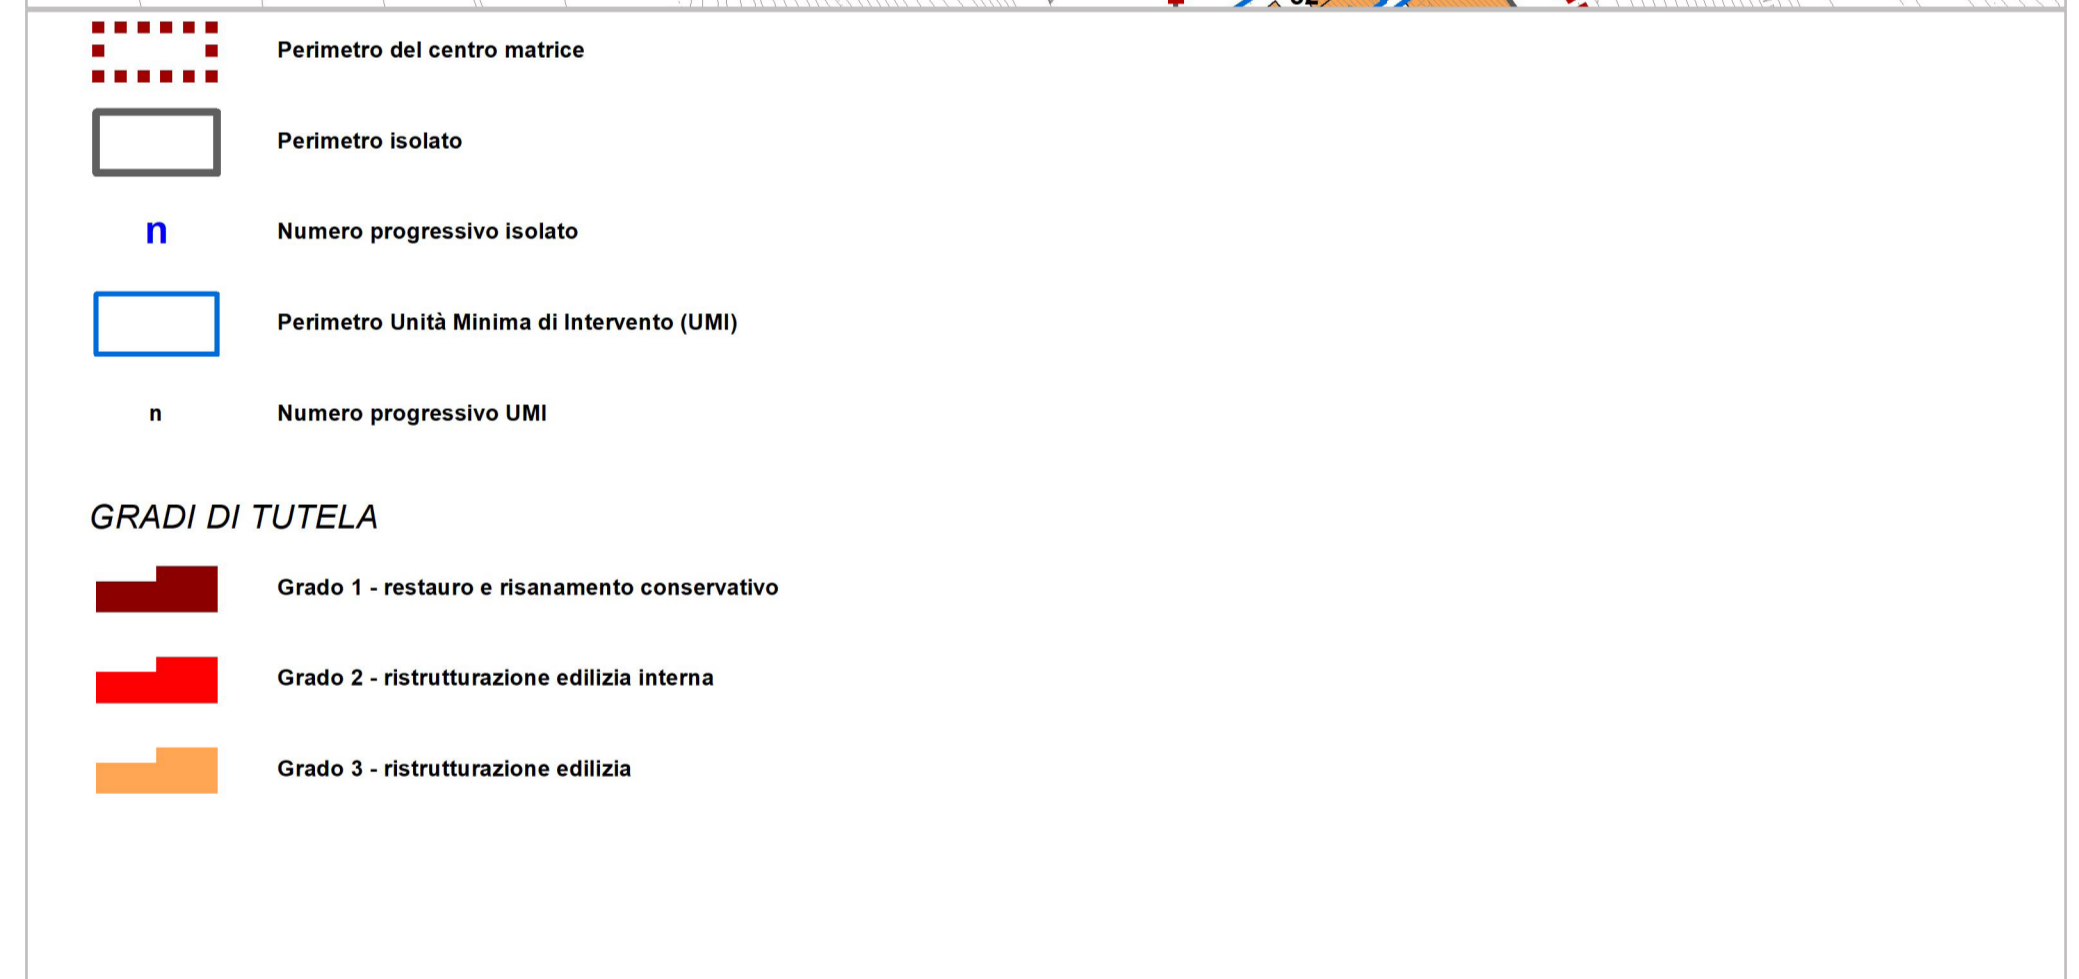 Perimetro del centro matrice
Perimetro isolato
n Numero progressivo isolato
Perimetro Unità Minima di Intervento (UMI)
n Numero progressivo UMI
GRADI DI TUTELA
Grado 1 - restauro e risanamento conservativo
Grado 2 - ristrutturazione edilizia interna
Grado 3 - ristrutturazione edilizia